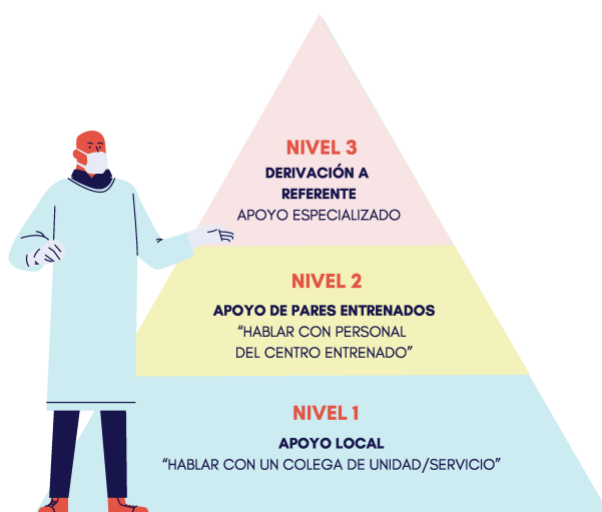 NIVEL 3
DERIVACIÓN A
REFERENTE
APOYO ESPECIALIZADO
NIVEL 2
APOYO DE PARES ENTRENADOS
“HABLAR CON PERSONAL
DEL CENTRO ENTRENADO”
NIVEL 1
APOYO LOCAL
“HABLAR CON UN COLEGA DE UNIDAD/SERVICIO”